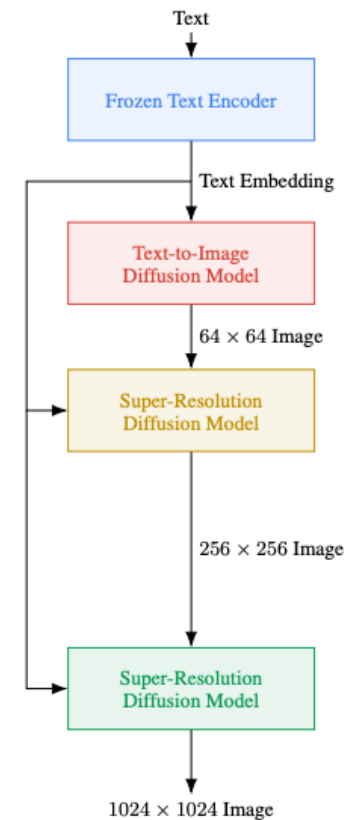 Text
Frozen Text Encoder
Text Embedding
Text-to-Image
Diffusion Model
64 × 64 Image
Super-Resolution
Diffusion Model
256 × 256 Image
Super-Resolution
Diffusion Model
1024 × 1024 Image